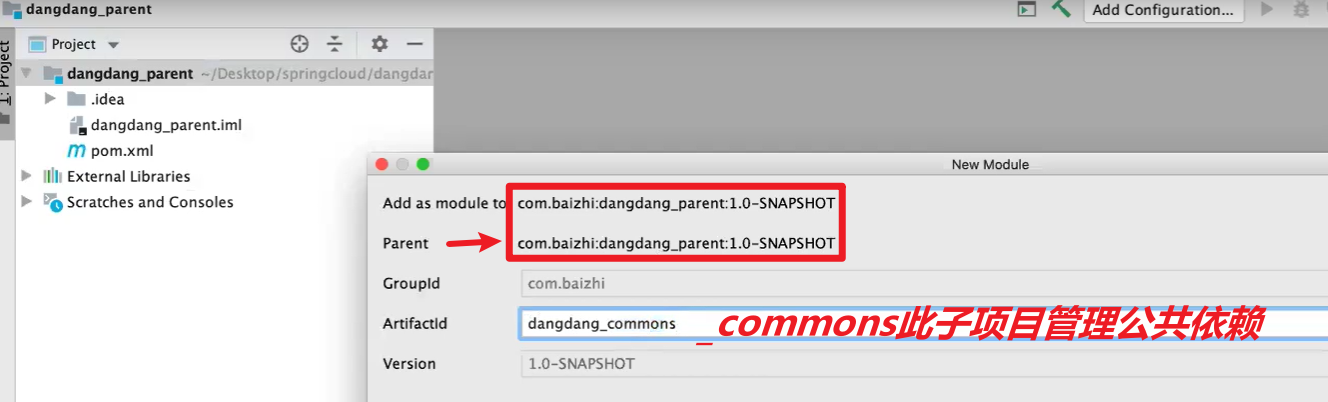 dangdang_parent
Add Configuration...
1: Project
Project
dangdang_parent ~/Desktop/springcloud/dangdar
.idea
dangdang_parent.iml
pom.xml
External Libraries
Scratches and Consoles
New Module
Add as module to com.baizhi:dangdang_parent:1.0-SNAPSHOT
Parent com.baizhi:dangdang_parent:1.0-SNAPSHOT
GroupId com.baizhi
ArtifactId dangdang_commons _commons此子项目管理公共依赖
Version 1.0-SNAPSHOT